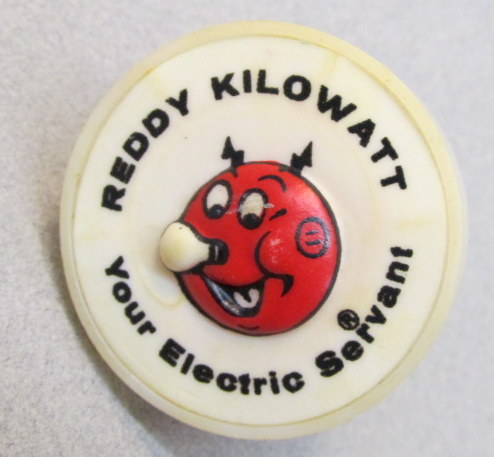 REDDY KILOWATT
Your Electric Servant ®